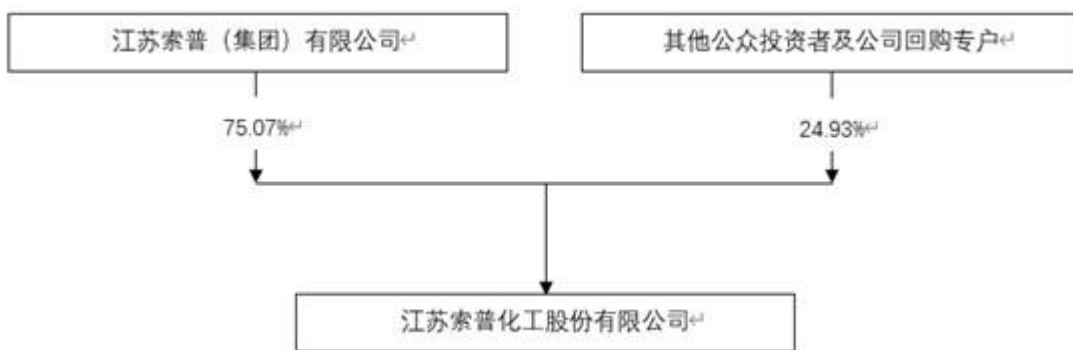 江苏索普（集团）有限公司↵
其他公众投资者及公司回购专户↵
75.07%↵
24.93%↵
江苏索普化工股份有限公司↵